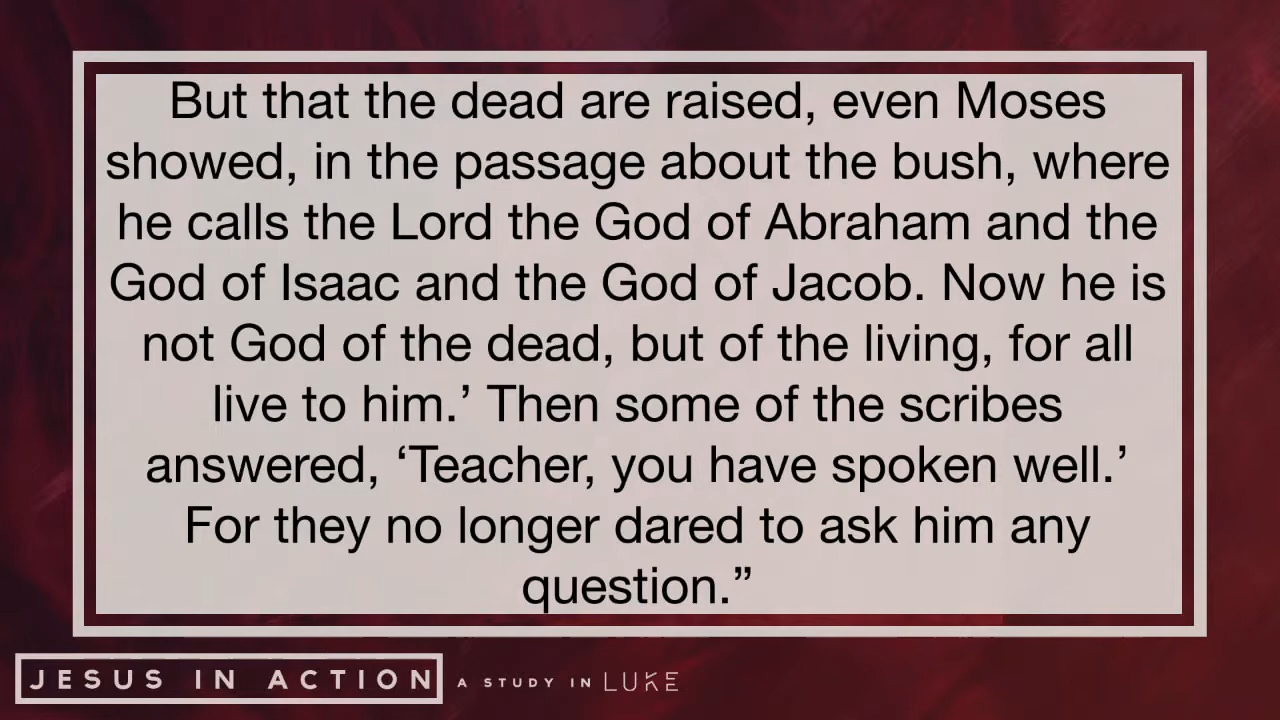 But that the dead are raised, even Moses
showed, in the passage about the bush, where
he calls the Lord the God of Abraham and the
God of Isaac and the God of Jacob. Now he is
not God of the dead, but of the living, for all
live to him.’ Then some of the scribes
answered, ‘Teacher, you have spoken well.’
For they no longer dared to ask him any
question.”
JESUS IN ACTION A STUDY IN LUKE